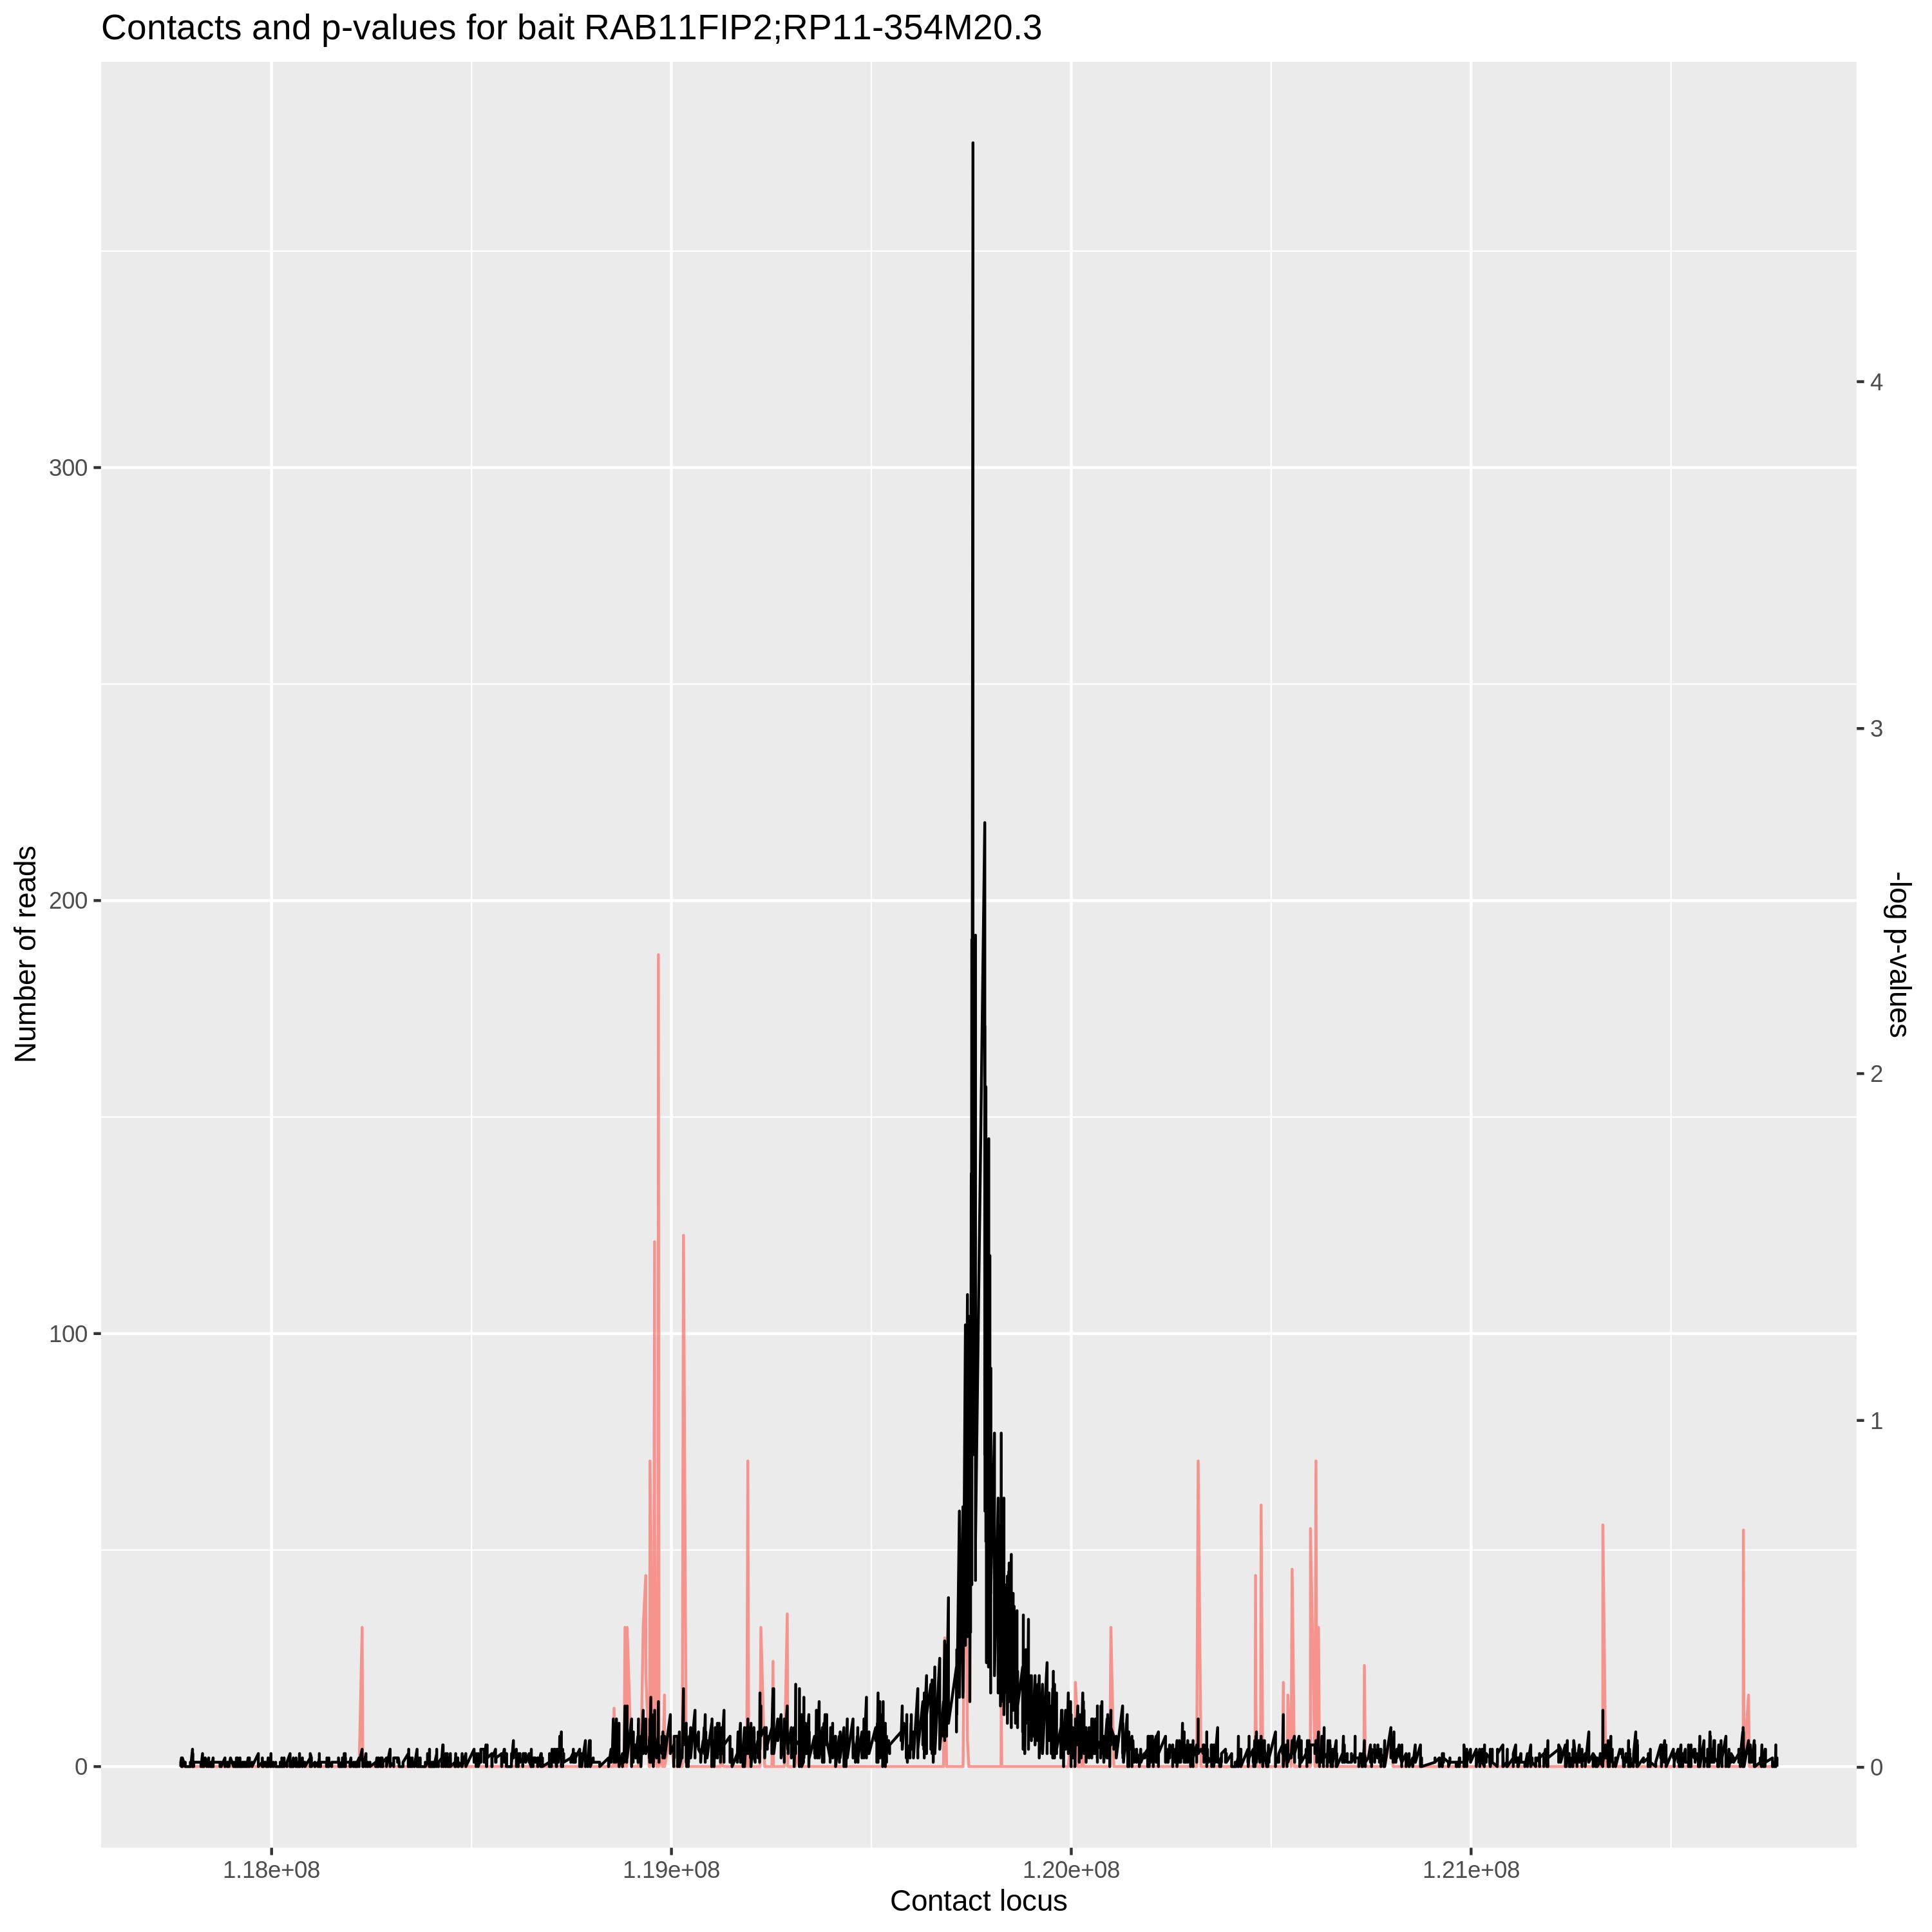 Contacts and p-values for bait RAB11FIP2;RP11-354M20.3
Number of reads
300
200
100
0
4
3
2
1
0
-log p-values
1.18e+08 1.19e+08 1.20e+08 1.21e+08
Contact locus